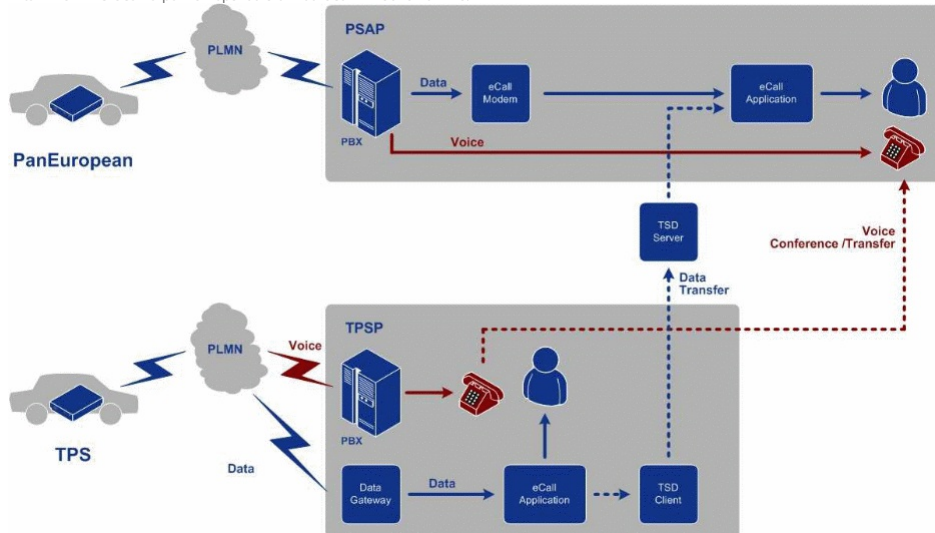 PSAP
PLMN
Data
eCall
Modem
eCall
Application
PBX
Voice
PanEuropean
TSD
Server
Voice
Conference /Transfer
Data
Transfer
TPSP
PLMN
Voice
TPS
PBX
Data
Data
Gateway
Data
eCall
Application
TSD
Client